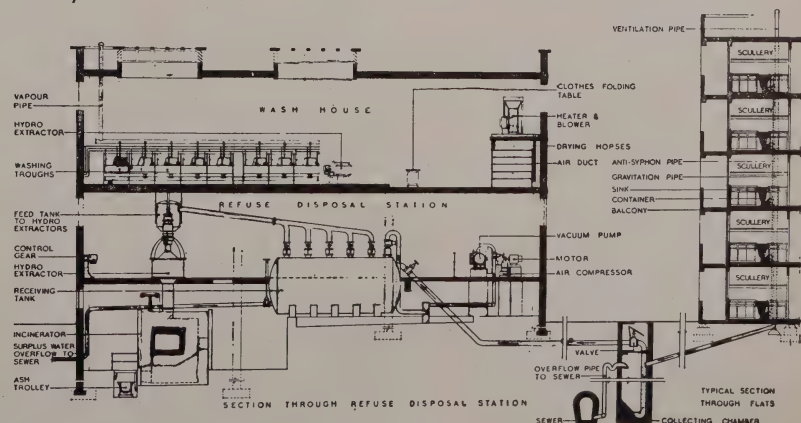 VENTILATION PIPE
SCULLERY
VAPOUR
PIPE
WASH HOUSE
CLOTHES FOLDING
TABLE
HYDRO
EXTRACTOR
HEATER &
BLOWER
SCULLERY
WASHING
TROUGHS
DRYING HORSES
AIR DUCT
ANTI-SYPHON PIPE
GRAVITATION PIPE
SINK
CONTAINER
BALCONY
SCULLERY
REFUSE DISPOSAL STATION
FEED TANK
TO HYDRO
EXTRACTORS
VACUUM PUMP
SCULLERY
CONTROL
GEAR
HYDRO
EXTRACTOR
MOTOR
AIR COMPRESSOR
SCULLERY
RECEIVING
TANK
INCINERATOR
SURPLUS WATER
OVERFLOW TO
SEWER
ASH
TROLLEY
VALVE
OVERFLOW PIPE
TO SEWER
TYPICAL SECTION
THROUGH FLATS
SECTION THROUGH REFUSE DISPOSAL STATION
SEWER
COLLECTING CHAMBER